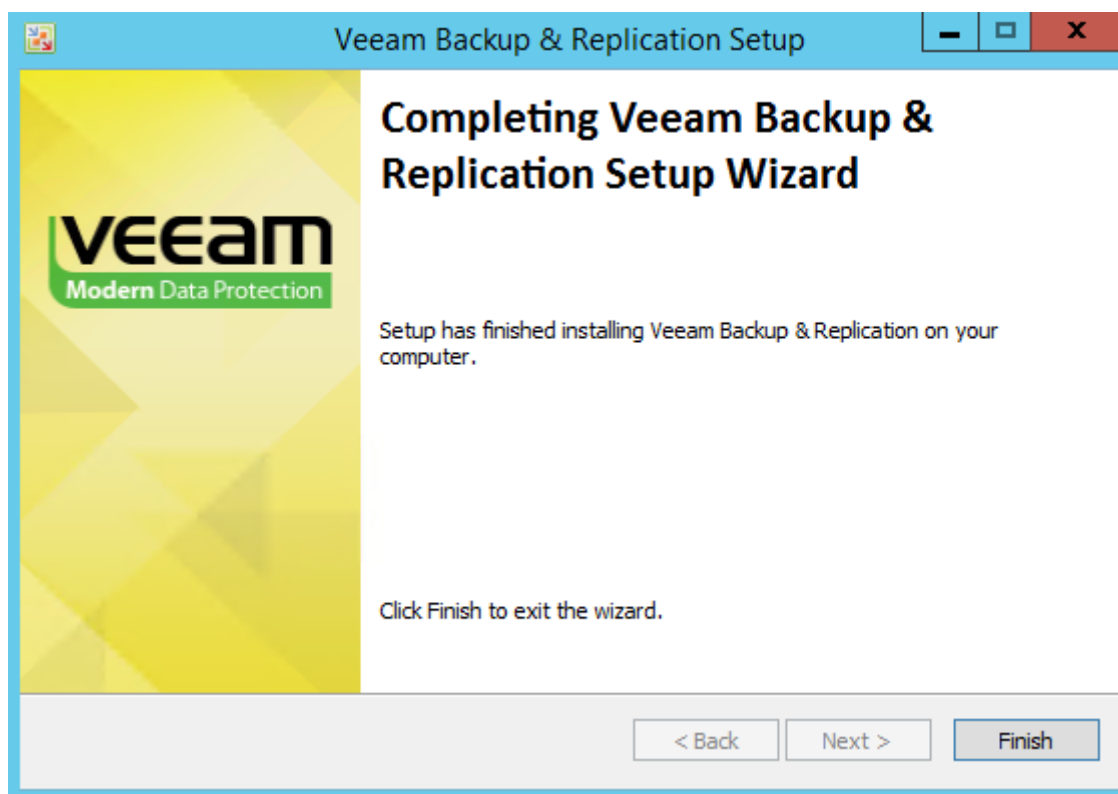 Veeam Backup & Replication Setup
Completing Veeam Backup &
Replication Setup Wizard
veeam
Modern Data Protection
Setup has finished installing Veeam Backup & Replication on your
computer.
Click Finish to exit the wizard.
< Back
Next >
Finish